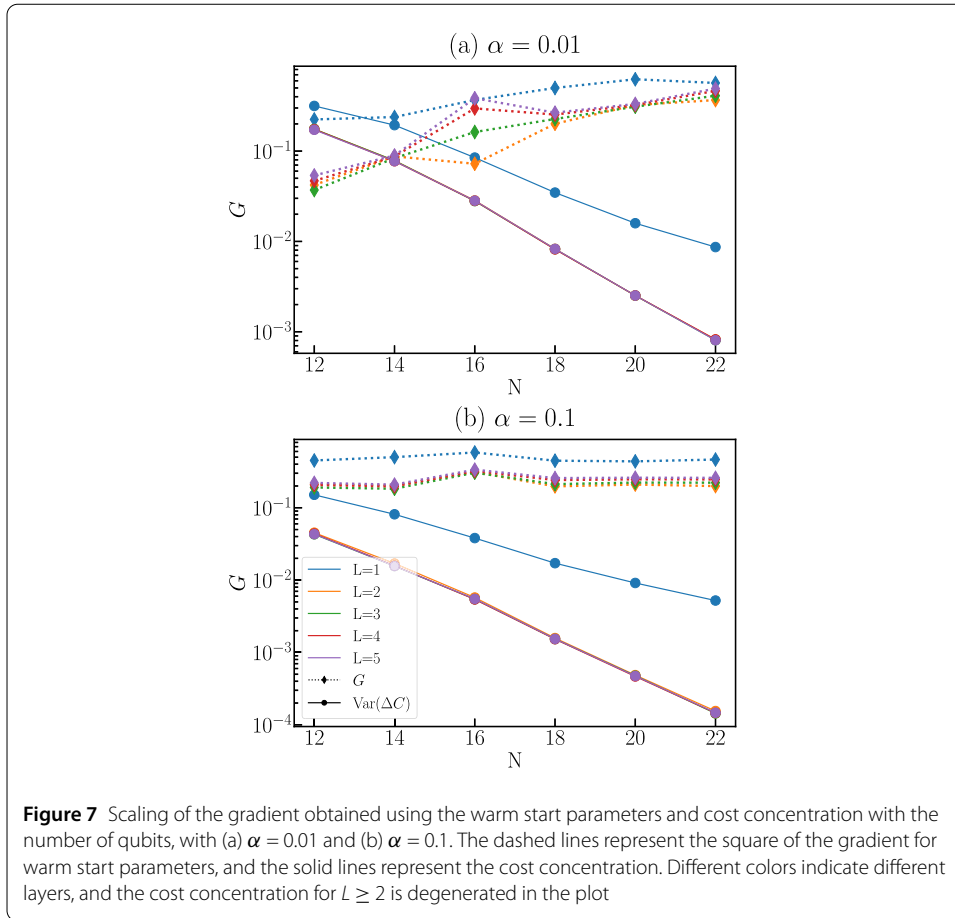 (a) α = 0.01
10⁻¹
10⁻²
10⁻³
G
12 14 16 18 20 22
N
(b) α = 0.1
10⁻¹
10⁻²
10⁻³
10⁻⁴
G
L=1
L=2
L=3
L=4
L=5
G
Var(ΔC)
12 14 16 18 20 22
N
Figure 7 Scaling of the gradient obtained using the warm start parameters and cost concentration with the
number of qubits, with (a) α = 0.01 and (b) α = 0.1. The dashed lines represent the square of the gradient for
warm start parameters, and the solid lines represent the cost concentration. Different colors indicate different
layers, and the cost concentration for L ≥ 2 is degenerated in the plot